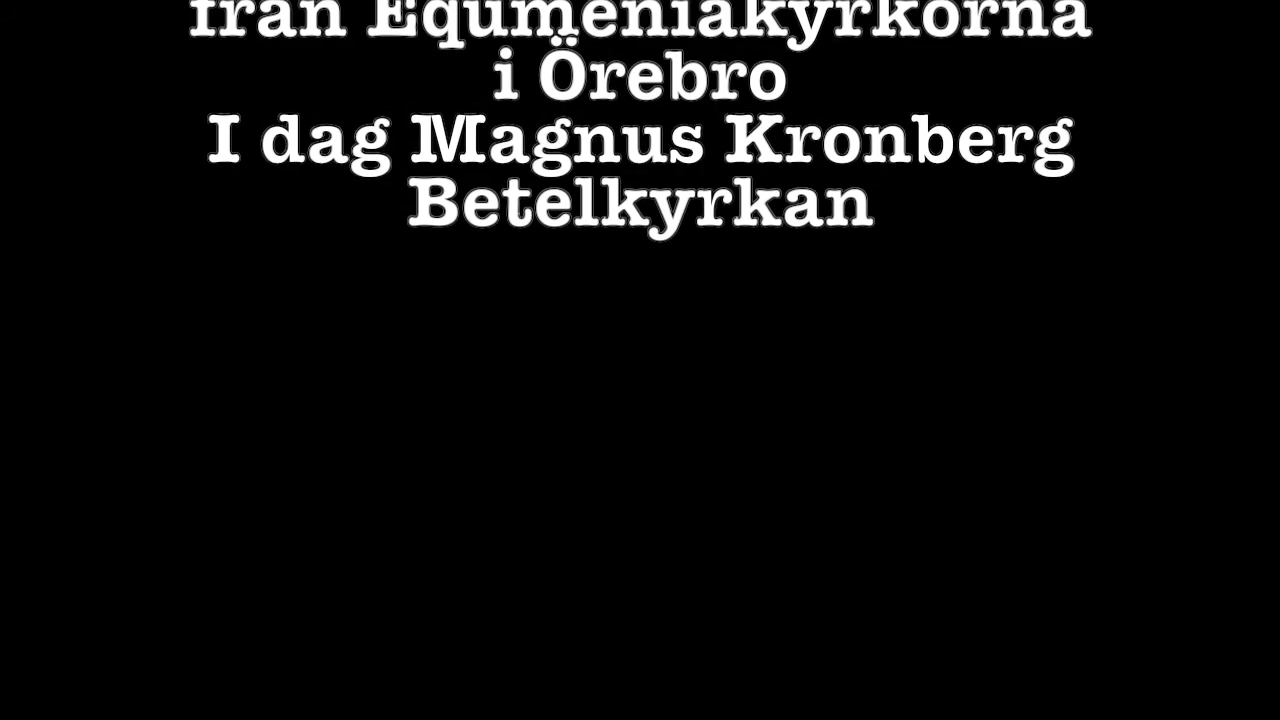 från Equmeniakyrkorna
i Örebro
I dag Magnus Kronberg
Betelkyrkan